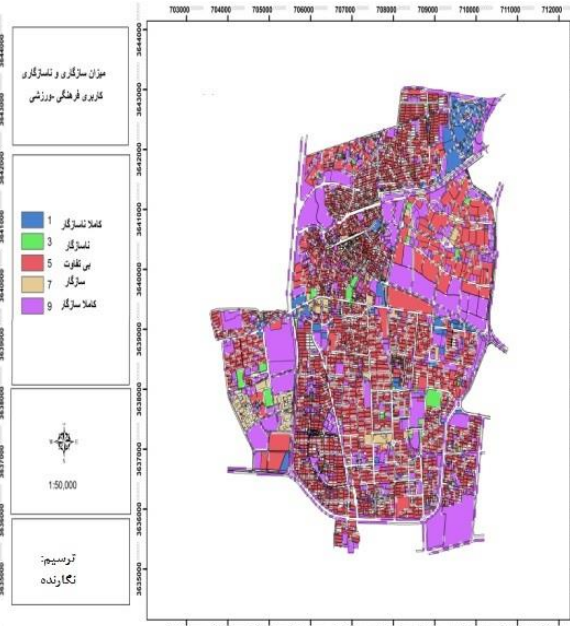 703000 704000 705000 706000 707000 708000 709000 710000 711000 712000
میزان سازگاری و ناسازگاری
کاربری فرهنگی -ورزشی
1 کاملا ناسازگار
3 ناسازگار
5 بی تفاوت
7 سازگار
9 کاملا سازگار
1:50,000
ترسیم:
نگارنده
3644000
3643000
3642000
3641000
3640000
3639000
3638000
3637000
3636000
3635000